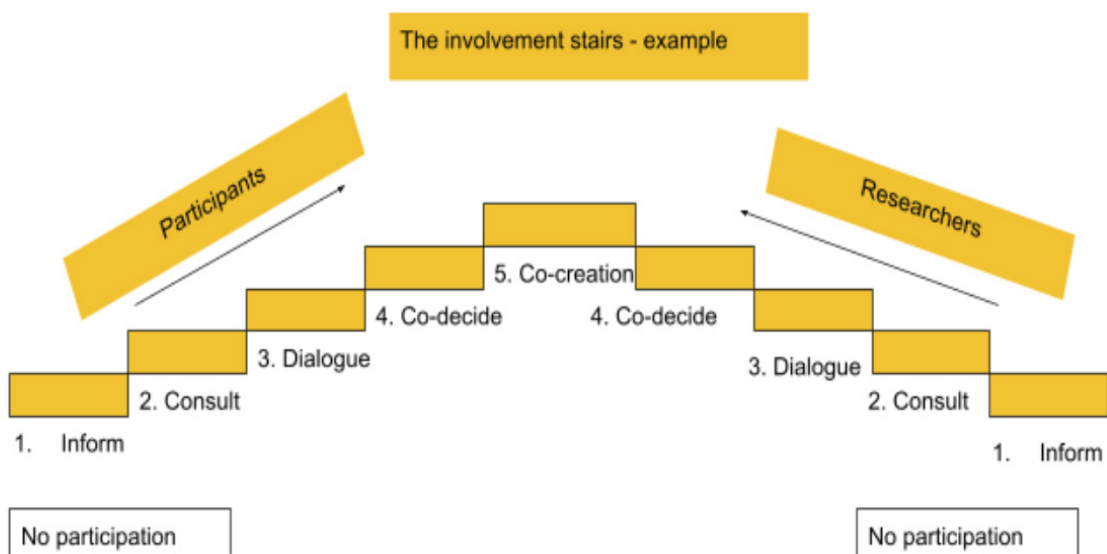 The involvement stairs - example
Participants
Researchers
5. Co-creation
4. Co-decide
4. Co-decide
3. Dialogue
3. Dialogue
2. Consult
2. Consult
1. Inform
1. Inform
No participation
No participation